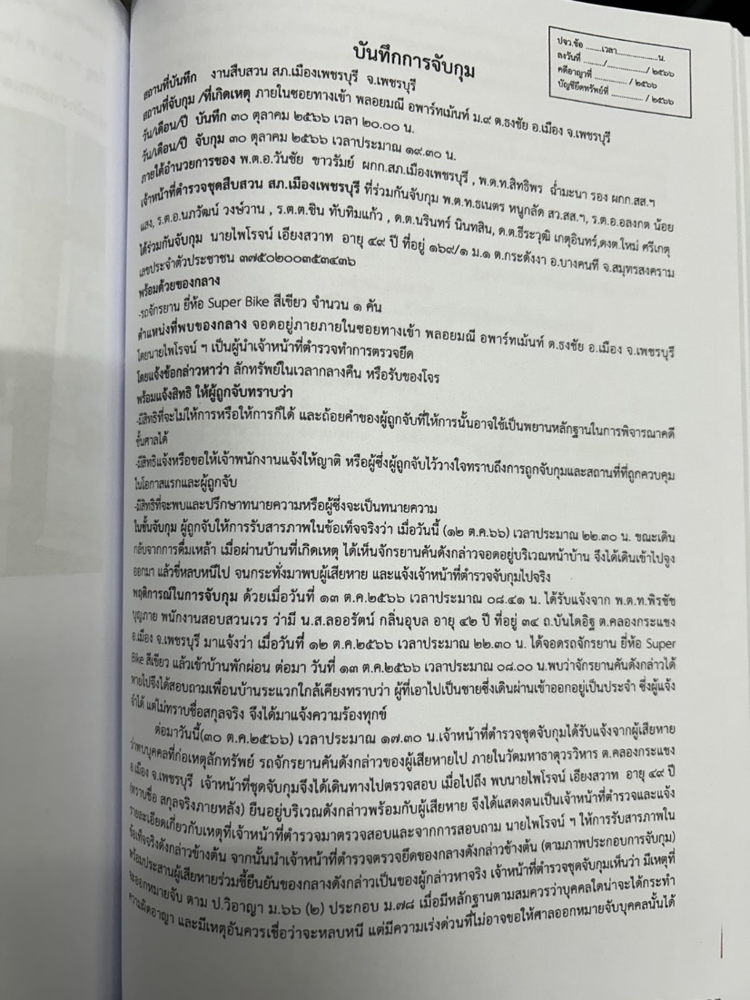 บันทึกการจับกุม
ปจว.ข้อ ........เวลา....................น.
ลงวันที่ ......../................../ ๒๕๖๖
คดีอาญาที่ ................ / ๒๕๖๖
บัญชียึดทรัพย์ที่ ................ / ๒๕๖๖
สถานที่บันทึก งานสืบสวน สภ.เมืองเพชรบุรี จ.เพชรบุรี
สถานที่จับกุม /ที่เกิดเหตุ ภายในซอยทางเข้า พลอยมณี อพาร์ทเม้นท์ ม.๙ ต.ธงชัย อ.เมือง จ.เพชรบุรี
วัน/เดือน/ปี บันทึก ๓๐ ตุลาคม ๒๕๖๖ เวลา ๒๐.๐๐ น.
วัน/เดือน/ปี จับกุม ๓๐ ตุลาคม ๒๕๖๖ เวลาประมาณ ๑๙.๓๐ น.
ภายใต้อำนวยการของ พ.ต.อ.วันชัย ขาวรัมย์ ผกก.สภ.เมืองเพชรบุรี , พ.ต.ท.สิทธิพร ฉ่ำมะนา รอง ผกก.สส.ฯ
เจ้าหน้าที่ตำรวจชุดสืบสวน สภ.เมืองเพชรบุรี ที่ร่วมกันจับกุม พ.ต.ท.ธเนตร หนูกลัด สว.สส.ฯ, ร.ต.อ.อลงกต น้อย
แสง, ร.ต.อ.นภวัฒน์ วงษ์วาน , ร.ต.ต.ชิน ทับทิมแก้ว , ด.ต.นรินทร์ นินทสิน, ด.ต.ธีระวุฒิ เกตุอินทร์,ดงต.ใหม่ ศรีเกตุ
ได้ร่วมกันจับกุม นายไพโรจน์ เอียงสวาท อายุ ๔๙ ปี ที่อยู่ ๑๖๙/๑ ม.๑ ต.กระดังงา อ.บางคนที จ.สมุทรสงคราม
เลขประจำตัวประชาชน ๓๗๕๐๒๐๐๓๕๓๔๓๖
พร้อมด้วยของกลาง
-รถจักรยาน ยี่ห้อ Super Bike สีเขียว จำนวน ๑ คัน
ตำแหน่งที่พบของกลาง จอดอยู่ภายภายในซอยทางเข้า พลอยมณี อพาร์ทเม้นท์ ต.ธงชัย อ.เมือง จ.เพชรบุรี
โดยนายไพโรจน์ ฯ เป็นผู้นำเจ้าหน้าที่ตำรวจทำการตรวจยึด
โดยแจ้งข้อกล่าวหาว่า ลักทรัพย์ในเวลากลางคืน หรือรับของโจร
พร้อมแจ้งสิทธิ ให้ผู้ถูกจับทราบว่า
-มีสิทธิที่จะไม่ให้การหรือให้การก็ได้ และถ้อยคำของผู้ถูกจับที่ให้การนั้นอาจใช้เป็นพยานหลักฐานในการพิจารณาคดี
ชั้นศาลได้
-มีสิทธิแจ้งหรือขอให้เจ้าพนักงานแจ้งให้ญาติ หรือผู้ซึ่งผู้ถูกจับไว้วางใจทราบถึงการถูกจับกุมและสถานที่ที่ถูกควบคุม
ในโอกาสแรกและผู้ถูกจับ
-มีสิทธิที่จะพบและปรึกษาทนายความหรือผู้ซึ่งจะเป็นทนายความ
ในชั้นจับกุม ผู้ถูกจับให้การรับสารภาพในข้อเท็จจริงว่า เมื่อวันนี้ (๑๒ ต.ค.๖๖) เวลาประมาณ ๒๒.๓๐ น. ขณะเดิน
กลับจากการดื่มเหล้า เมื่อผ่านบ้านที่เกิดเหตุ ได้เห็นจักรยานคันดังกล่าวจอดอยู่บริเวณหน้าบ้าน จึงได้เดินเข้าไปจูง
ออกมา แล้วขี่หลบหนีไป จนกระทั่งมาพบผู้เสียหาย และแจ้งเจ้าหน้าที่ตำรวจจับกุมไปจริง
พฤติการณ์ในการจับกุม ด้วยเมื่อวันที่ ๑๓ ต.ค.๒๕๖๖ เวลาประมาณ ๐๘.๔๑ น. ได้รับแจ้งจาก พ.ต.ท.พิรชัช
บุญภาย พนักงานสอบสวนเวร ว่ามี น.ส.ลออรัตน์ กลิ่นอุบล อายุ ๔๒ ปี ที่อยู่ ๓๔ ถ.บันไดอิฐ ต.คลองกระแชง
อ.เมือง จ.เพชรบุรี มาแจ้งว่า เมื่อวันที่ ๑๒ ต.ค.๒๕๖๖ เวลาประมาณ ๒๒.๓๐ น. ได้จอดรถจักรยาน ยี่ห้อ Super
Bike สีเขียว แล้วเข้าบ้านพักผ่อน ต่อมา วันที่ ๑๓ ต.ค.๒๕๖๖ เวลาประมาณ ๐๘.๐๐ น.พบว่าจักรยานคันดังกล่าวได้
หายไปจึงได้สอบถามเพื่อนบ้านระแวกใกล้เคียงทราบว่า ผู้ที่เอาไปเป็นชายซึ่งเดินผ่านเข้าออกอยู่เป็นประจำ ซึ่งผู้แจ้ง
จำได้ แต่ไม่ทราบชื่อสกุลจริง จึงได้มาแจ้งความร้องทุกข์
ต่อมาวันนี้(๓๐ ต.ค.๒๕๖๖) เวลาประมาณ ๑๗.๓๐ น.เจ้าหน้าที่ตำรวจชุดจับกุมได้รับแจ้งจากผู้เสียหาย
ว่าพบบุคคลที่ก่อเหตุลักทรัพย์ รถจักรยานคันดังกล่าวของผู้เสียหายไป ภายในวัดมหาธาตุวรวิหาร ต.คลองกระแชง
อ.เมือง จ.เพชรบุรี เจ้าหน้าที่ชุดจับกุมจึงได้เดินทางไปตรวจสอบ เมื่อไปถึง พบนายไพโรจน์ เอียงสวาท อายุ ๔๙ ปี
(ทราบชื่อ สกุลจริงภายหลัง) ยืนอยู่บริเวณดังกล่าวพร้อมกับผู้เสียหาย จึงได้แสดงตนเป็นเจ้าหน้าที่ตำรวจและแจ้ง
รายละเอียดเกี่ยวกับเหตุที่เจ้าหน้าที่ตำรวจมาตรวจสอบและจากการสอบถาม นายไพโรจน์ ฯ ให้การรับสารภาพใน
ข้อเท็จจริงดังกล่าวข้างต้น จากนั้นนำเจ้าหน้าที่ตำรวจตรวจยึดของกลางดังกล่าวข้างต้น (ตามภาพประกอบการจับกุม)
พร้อมประสานผู้เสียหายร่วมชี้ยืนยันของกลางดังกล่าวเป็นของผู้กล่าวหาจริง เจ้าหน้าที่ตำรวจชุดจับกุมเห็นว่า มีเหตุที่
จะออกหมายจับ ตาม ป.วิอาญา ม.๖๖ (๒) ประกอบ ม.๗๘ เมื่อมีหลักฐานตามสมควรว่าบุคคลใดน่าจะได้กระทำ
ความผิดอาญา และมีเหตุอันควรเชื่อว่าจะหลบหนี แต่มีความเร่งด่วนที่ไม่อาจขอให้ศาลออกหมายจับบุคคลนั้นได้